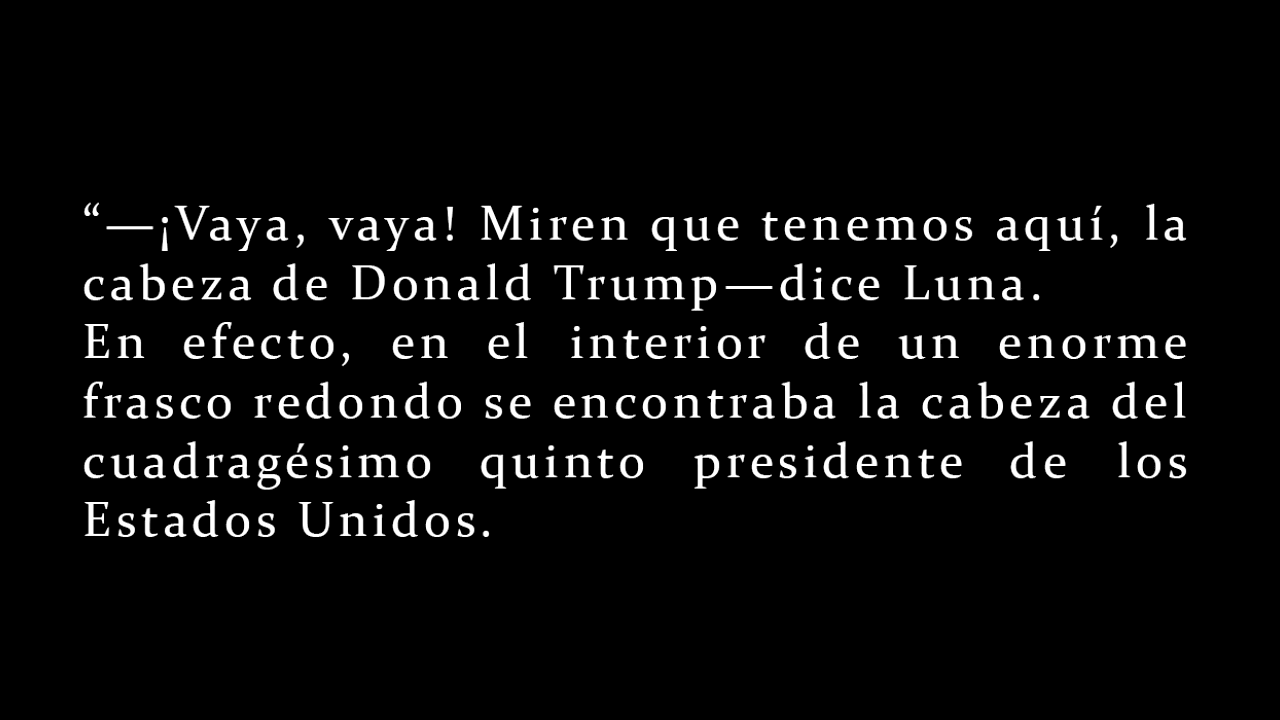 “—¡Vaya, vaya! Miren que tenemos aquí, la
cabeza de Donald Trump—dice Luna.
En efecto, en el interior de un enorme
frasco redondo se encontraba la cabeza del
cuadragésimo quinto presidente de los
Estados Unidos.